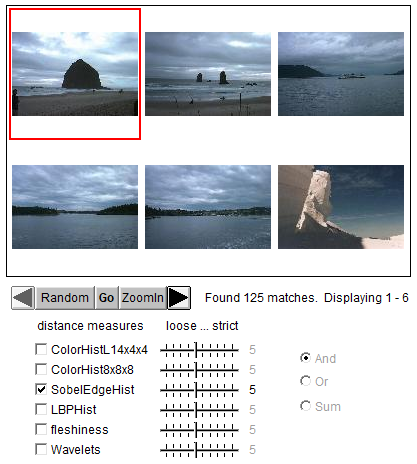 Random Go ZoomIn Found 125 matches. Displaying 1 - 6
distance measures loose ... strict
ColorHistL14x4x4 5
ColorHist8x8x8 5
SobelEdgeHist 5
LBPHist 5
fleshiness 5
Wavelets 5
And
Or
Sum